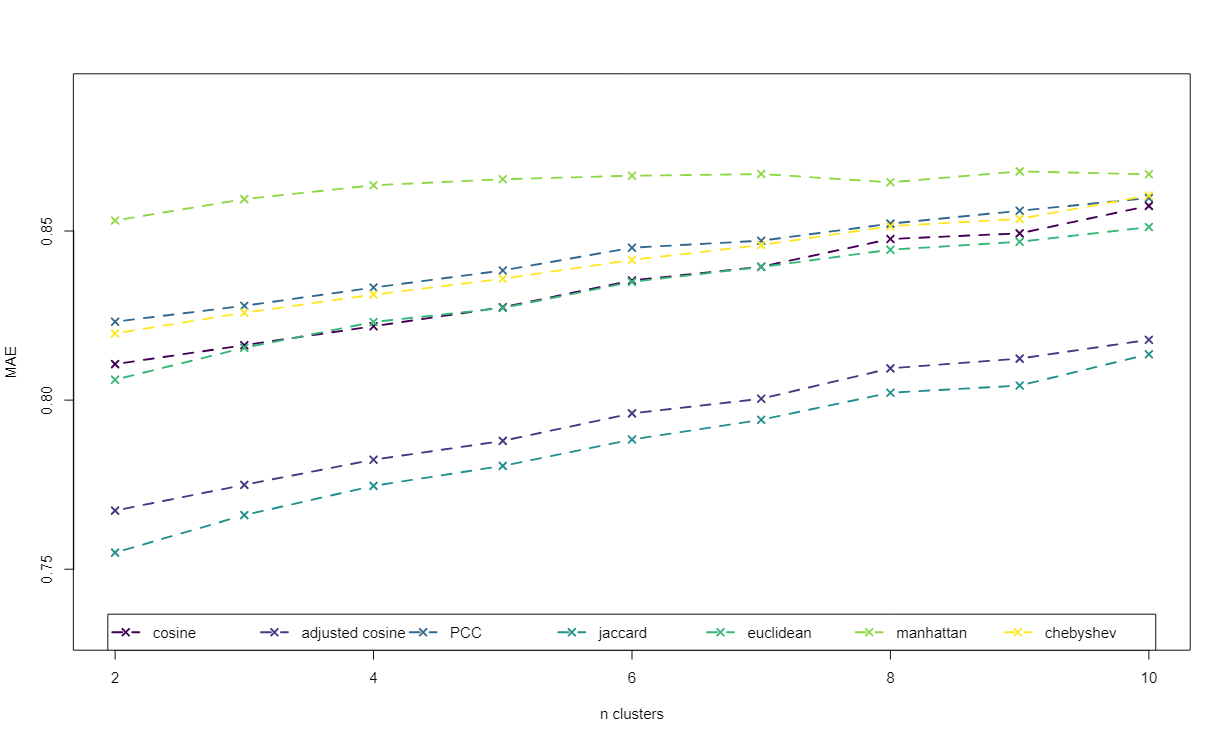 MAE
0.85
0.80
0.75
cosine adjusted cosine PCC jaccard euclidean manhattan chebyshev
2 4 6 8 10
n clusters